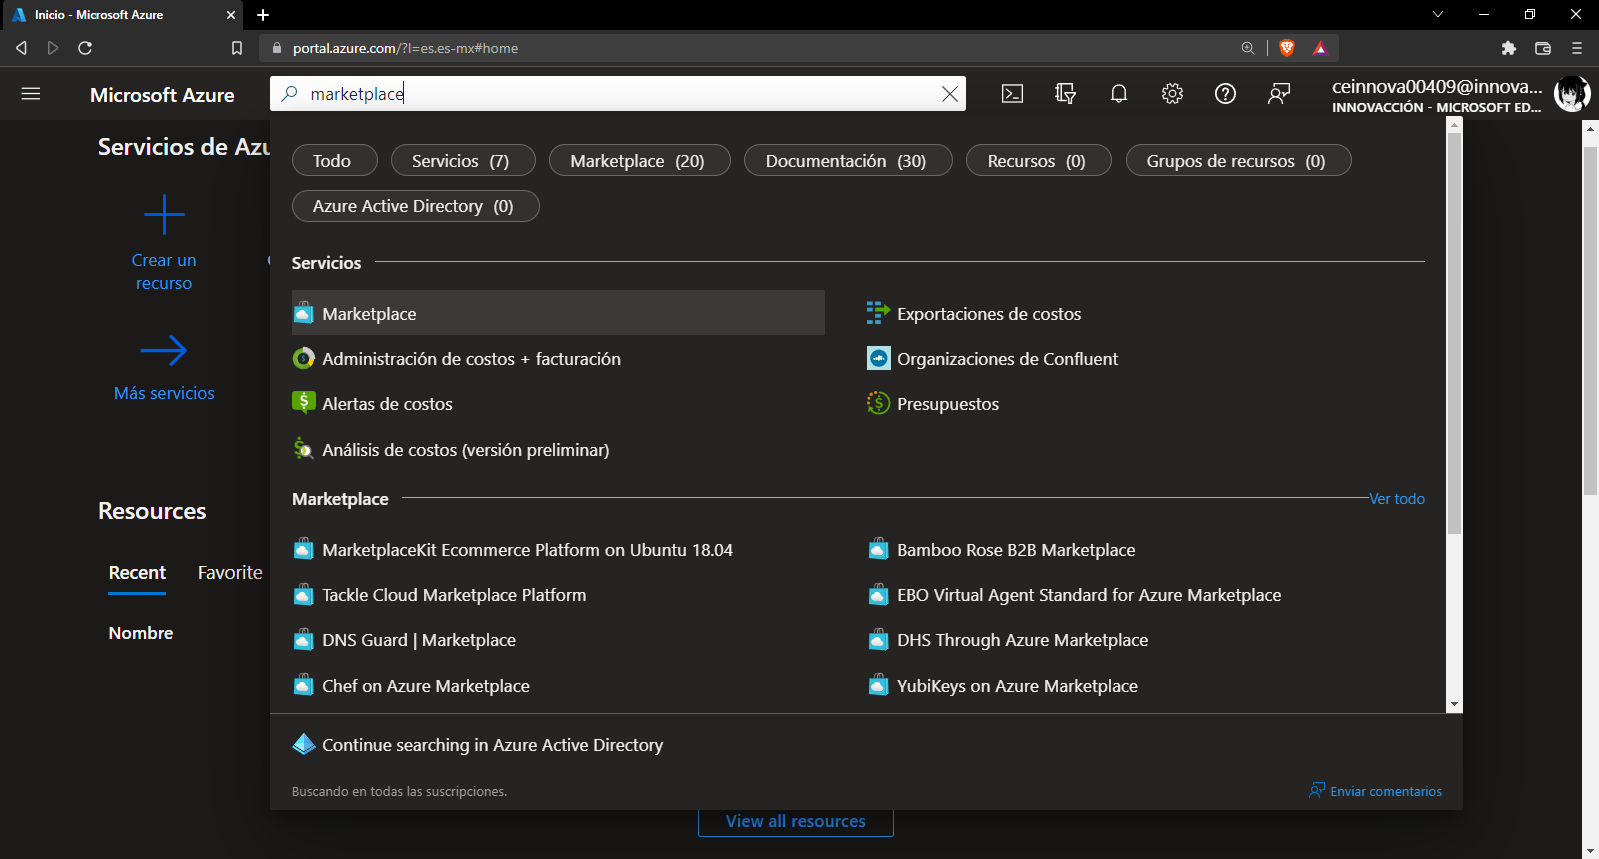 Inicio - Microsoft Azure
portal.azure.com/?l=es.es-mx#home
Microsoft Azure
marketplace
ceinnova00409@innova...
INNOVACCIÓN - MICROSOFT ED...
Servicios de Azu
Crear un
recurso
Más servicios
Resources
Recent Favorite
Nombre
Todo Servicios (7) Marketplace (20) Documentación (30) Recursos (0) Grupos de recursos (0)
Azure Active Directory (0)
Servicios
Marketplace Exportaciones de costos
Administración de costos + facturación Organizaciones de Confluent
Alertas de costos Presupuestos
Análisis de costos (versión preliminar)
Marketplace Ver todo
MarketplaceKit Ecommerce Platform on Ubuntu 18.04 Bamboo Rose B2B Marketplace
Tackle Cloud Marketplace Platform EBO Virtual Agent Standard for Azure Marketplace
DNS Guard | Marketplace DHS Through Azure Marketplace
Chef on Azure Marketplace YubiKeys on Azure Marketplace
Continue searching in Azure Active Directory
Buscando en todas las suscripciones. Enviar comentarios
View all resources